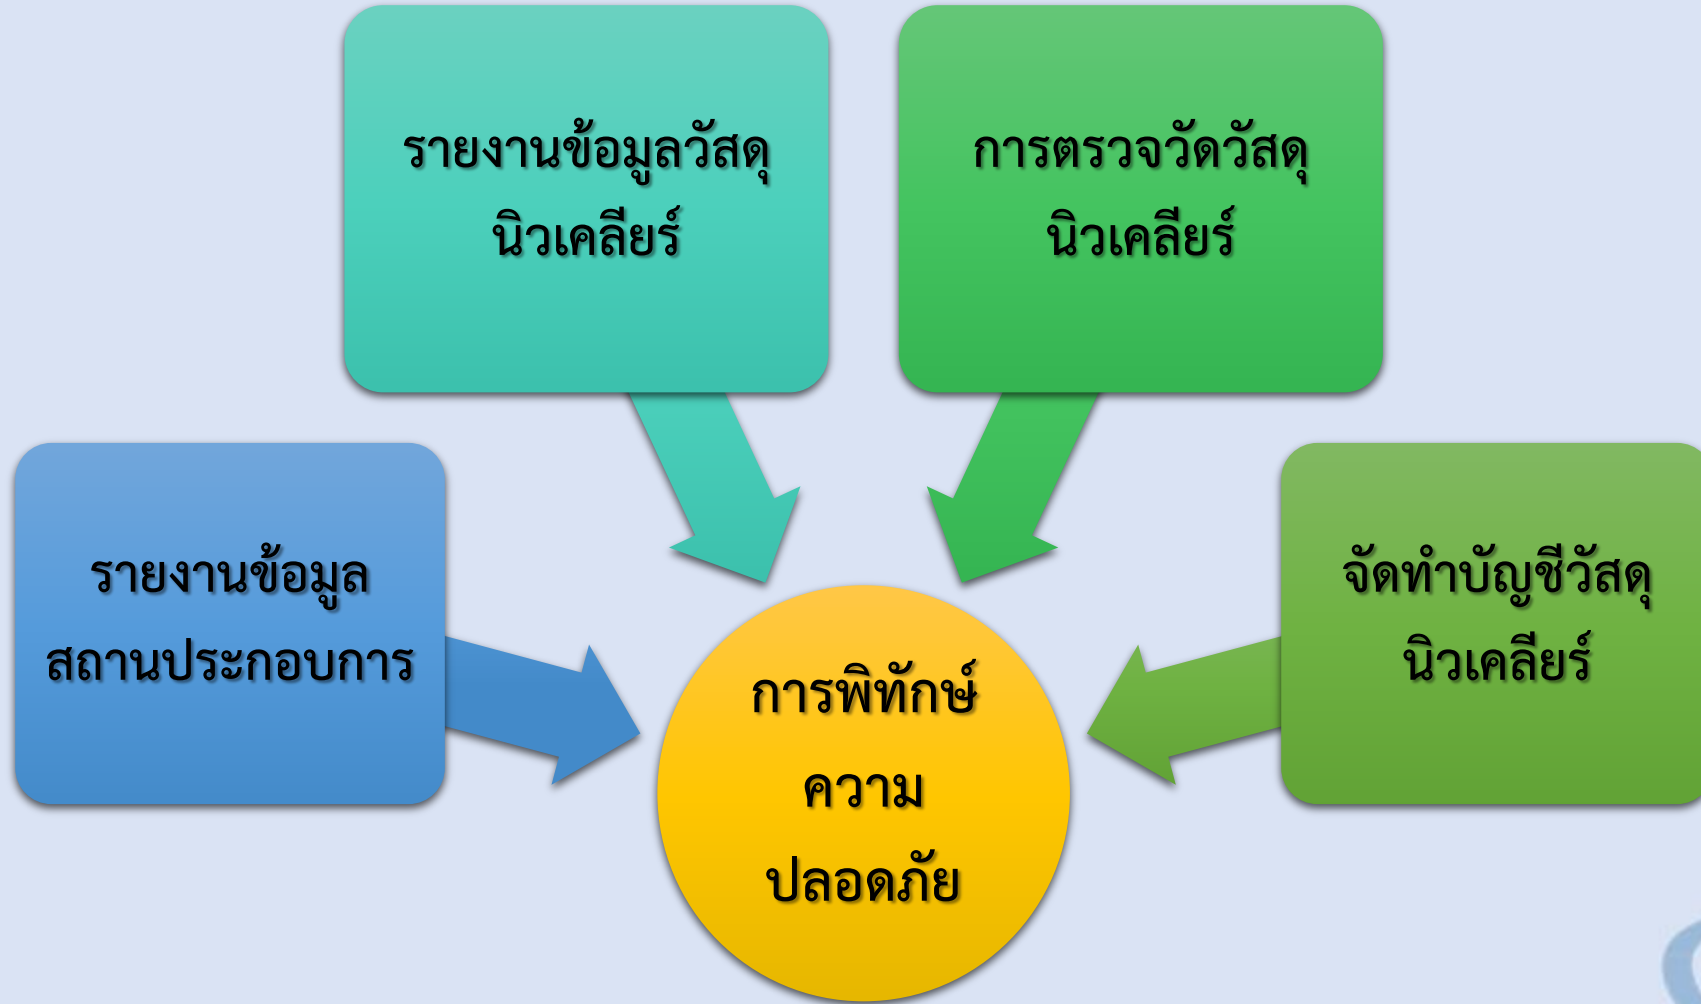 รายงานข้อมูลวัสดุ
นิวเคลียร์
การตรวจวัดวัสดุ
นิวเคลียร์
รายงานข้อมูล
สถานประกอบการ
จัดทำบัญชีวัสดุ
นิวเคลียร์
การพิทักษ์
ความ
ปลอดภัย